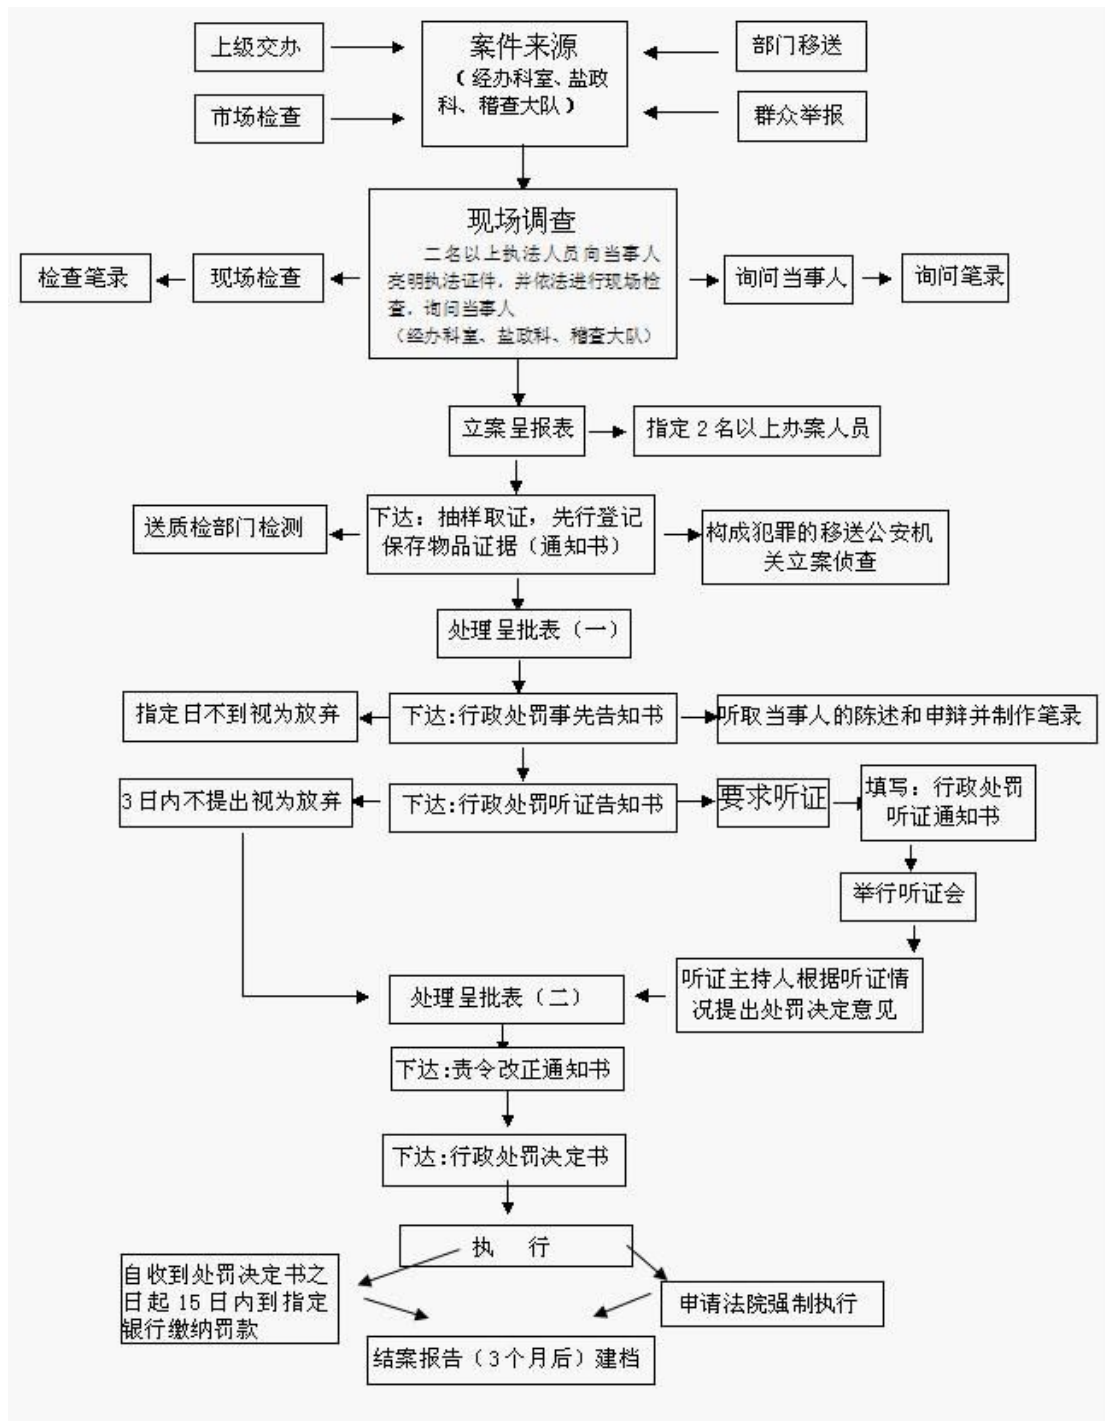 上级交办
案件来源
（经办科室、盐政
科、稽查大队）
部门移送
市场检查
群众举报
现场调查
二名以上执法人员向当事人
亮明执法证件，并依法进行现场检
查，询问当事人
（经办科室、盐政科、稽查大队）
检查笔录
现场检查
询问当事人
询问笔录
立案呈报表
指定2名以上办案人员
送质检部门检测
下达：抽样取证，先行登记
保存物品证据（通知书）
构成犯罪的移送公安机
关立案侦查
处理呈批表（一）
指定日不到视为放弃
下达:行政处罚事先告知书
听取当事人的陈述和申辩并制作笔录
3日内不提出视为放弃
下达:行政处罚听证告知书
要求听证
填写：行政处罚
听证通知书
举行听证会
处理呈批表（二）
听证主持人根据听证情
况提出处罚决定意见
下达:责令改正通知书
下达:行政处罚决定书
执 行
自收到处罚决定书之
日起15日内到指定
银行缴纳罚款
申请法院强制执行
结案报告（3个月后）建档